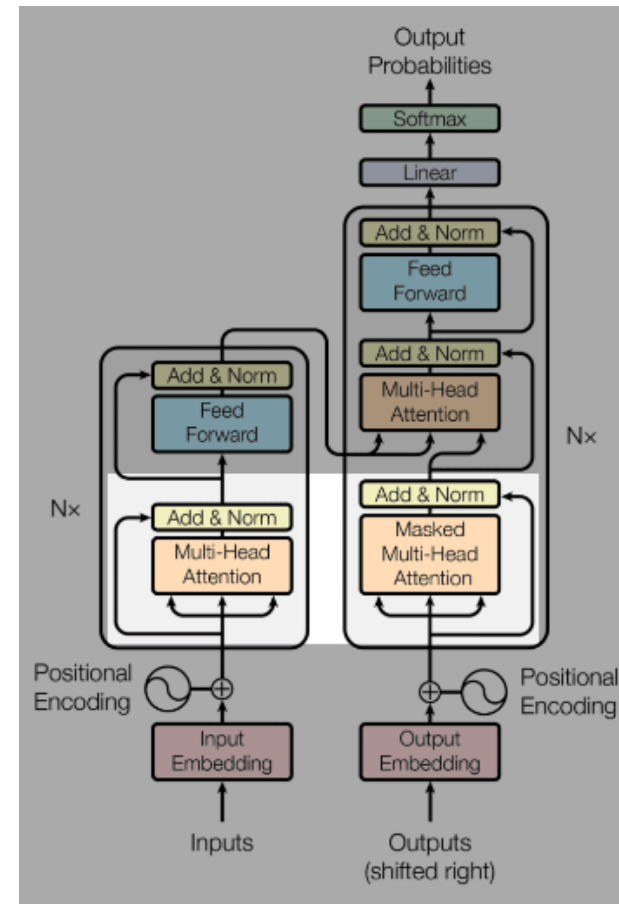 Output
Probabilities
Softmax
Linear
Add & Norm
Feed
Forward
Add & Norm
Multi-Head
Attention
N×
Add & Norm
Masked
Multi-Head
Attention
Add & Norm
Feed
Forward
N×
Add & Norm
Multi-Head
Attention
Positional
Encoding
Positional
Encoding
Input
Embedding
Output
Embedding
Inputs
Outputs
(shifted right)